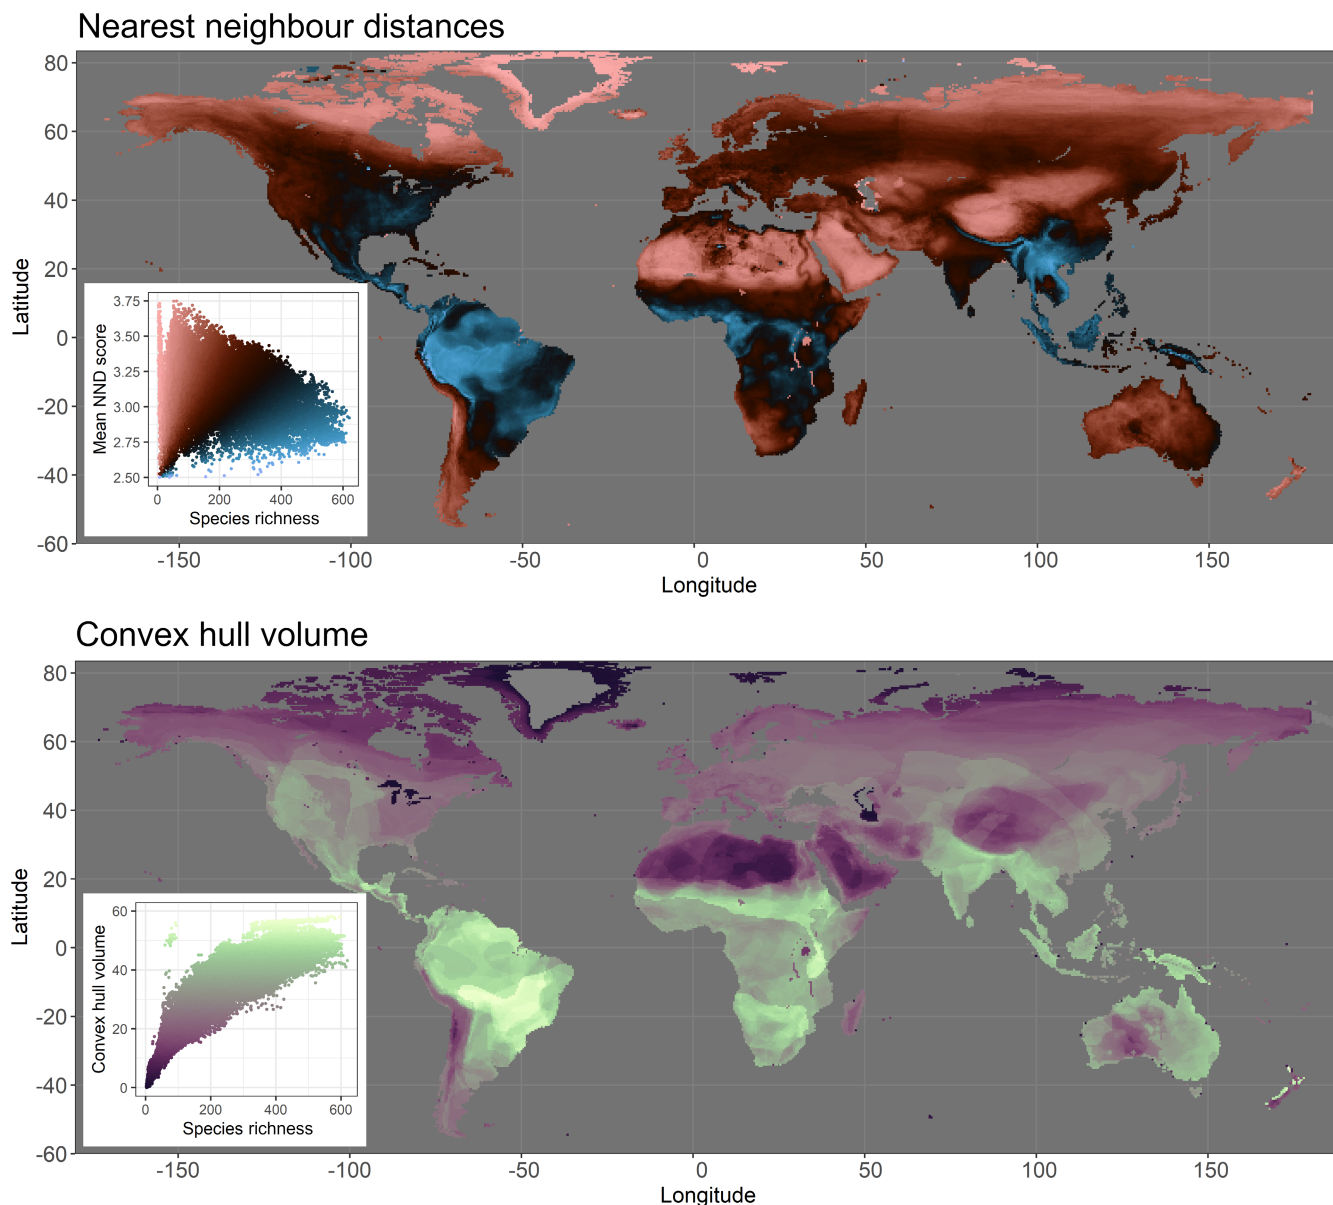 Nearest neighbour distances
80
60
40
20
0
-20
-40
-60
Latitude
3.75
3.50
3.25
3.00
2.75
2.50
Mean NND score
0 200 400 600
Species richness
-150 -100 -50 0 50 100 150
Longitude
Convex hull volume
80
60
40
20
0
-20
-40
-60
Latitude
60
40
20
0
Convex hull volume
0 200 400 600
Species richness
-150 -100 -50 0 50 100 150
Longitude